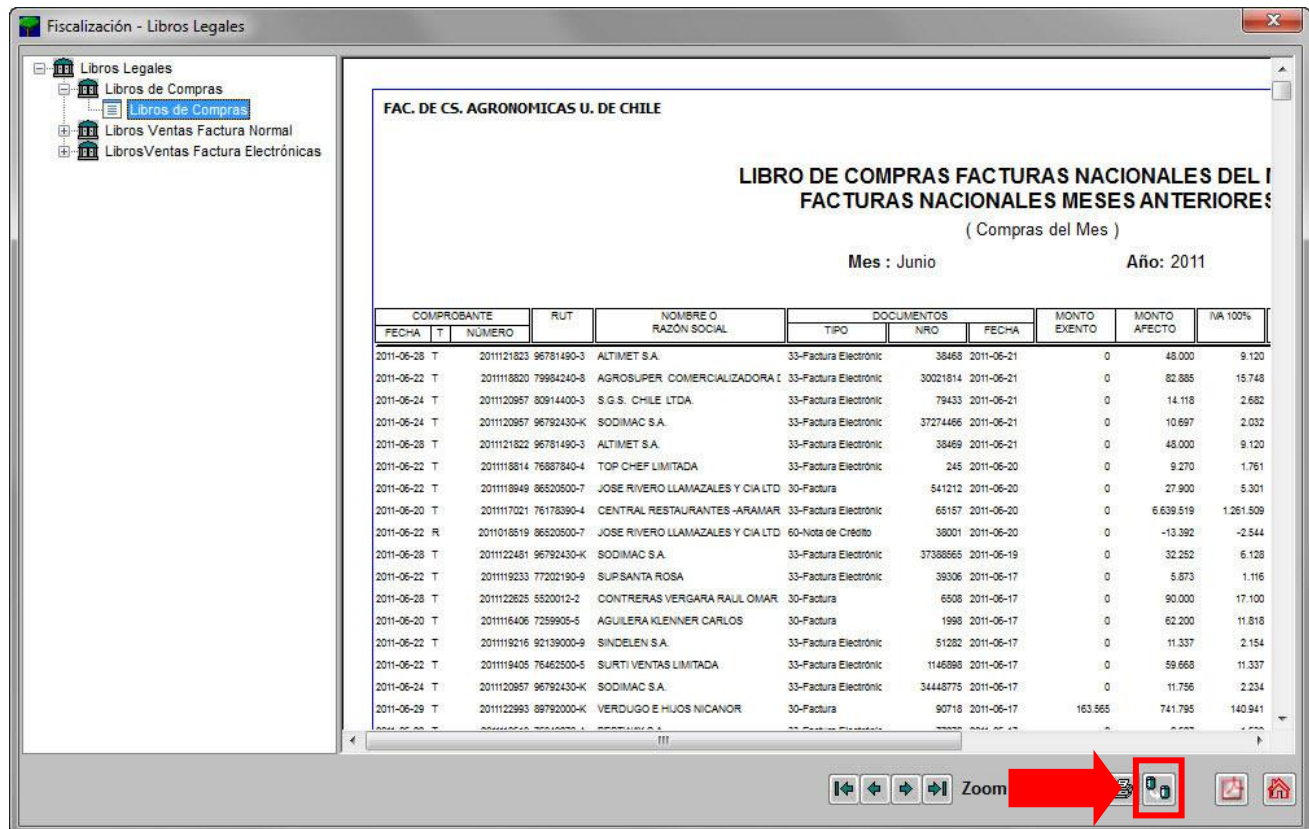 Fiscalización - Libros Legales
Libros Legales
Libros de Compras
Libros de Compras
Libros Ventas Factura Normal
LibrosVentas Factura Electrónicas
FAC. DE CS. AGRONOMICAS U. DE CHILE
LIBRO DE COMPRAS FACTURAS NACIONALES DEL
FACTURAS NACIONALES MESES ANTERIORES
( Compras del Mes )
Mes : Junio Año: 2011
COMPROBANTE RUT NOMBRE O DOCUMENTOS MONTO MONTO IVA 100%
FECHA T NÚMERO RAZÓN SOCIAL TIPO NRO FECHA EXENTO AFECTO
2011-06-28 T 2011121823 96781490-3 ALTIMET S.A. 33-Factura Electrónic 38468 2011-06-21 0 48.000 9.120
2011-06-22 T 2011118820 79984240-8 AGROSUPER COMERCIALIZADORA D 33-Factura Electrónic 30021814 2011-06-21 0 82.885 15.748
2011-06-24 T 2011120957 80914400-3 S.G.S. CHILE LTDA. 33-Factura Electrónic 79433 2011-06-21 0 14.118 2.682
2011-06-24 T 2011120957 96792430-K SODIMAC S.A. 33-Factura Electrónic 37274466 2011-06-21 0 10.697 2.032
2011-06-28 T 2011121822 96781490-3 ALTIMET S.A. 33-Factura Electrónic 38469 2011-06-21 0 48.000 9.120
2011-06-22 T 2011118814 76887840-4 TOP CHEF LIMITADA 33-Factura Electrónic 245 2011-06-20 0 9.270 1.761
2011-06-22 T 2011118949 86520500-7 JOSE RIVERO LLAMAZALES Y CIA LTD 30-Factura 541212 2011-06-20 0 27.900 5.301
2011-06-20 T 2011117021 76178390-4 CENTRAL RESTAURANTES -ARAMAR 33-Factura Electrónic 65157 2011-06-20 0 6.639.519 1.261.509
2011-06-22 R 2011018519 86520500-7 JOSE RIVERO LLAMAZALES Y CIA LTD 60-Nota de Crédito 38001 2011-06-20 0 -13.392 -2.544
2011-06-28 T 2011122481 96792430-K SODIMAC S.A. 33-Factura Electrónic 37388565 2011-06-19 0 32.252 6.128
2011-06-22 T 2011119233 77202190-9 SUP.SANTA ROSA 33-Factura Electrónic 39306 2011-06-17 0 5.873 1.116
2011-06-28 T 2011122625 5520012-2 CONTRERAS VERGARA RAUL OMAR 30-Factura 6508 2011-06-17 0 90.000 17.100
2011-06-20 T 2011116406 7259905-5 AGUILERA KLENNER CARLOS 30-Factura 1998 2011-06-17 0 62.200 11.818
2011-06-22 T 2011119216 92139000-9 SINDELEN S.A. 33-Factura Electrónic 51282 2011-06-17 0 11.337 2.154
2011-06-22 T 2011119405 76462500-5 SURTI VENTAS LIMITADA 33-Factura Electrónic 1146898 2011-06-17 0 59.668 11.337
2011-06-24 T 2011120957 96792430-K SODIMAC S.A. 33-Factura Electrónic 34448775 2011-06-17 0 11.756 2.234
2011-06-29 T 2011122993 89792000-K VERDUGO E HIJOS NICANOR 30-Factura 90718 2011-06-17 163.565 741.795 140.941
Zoom